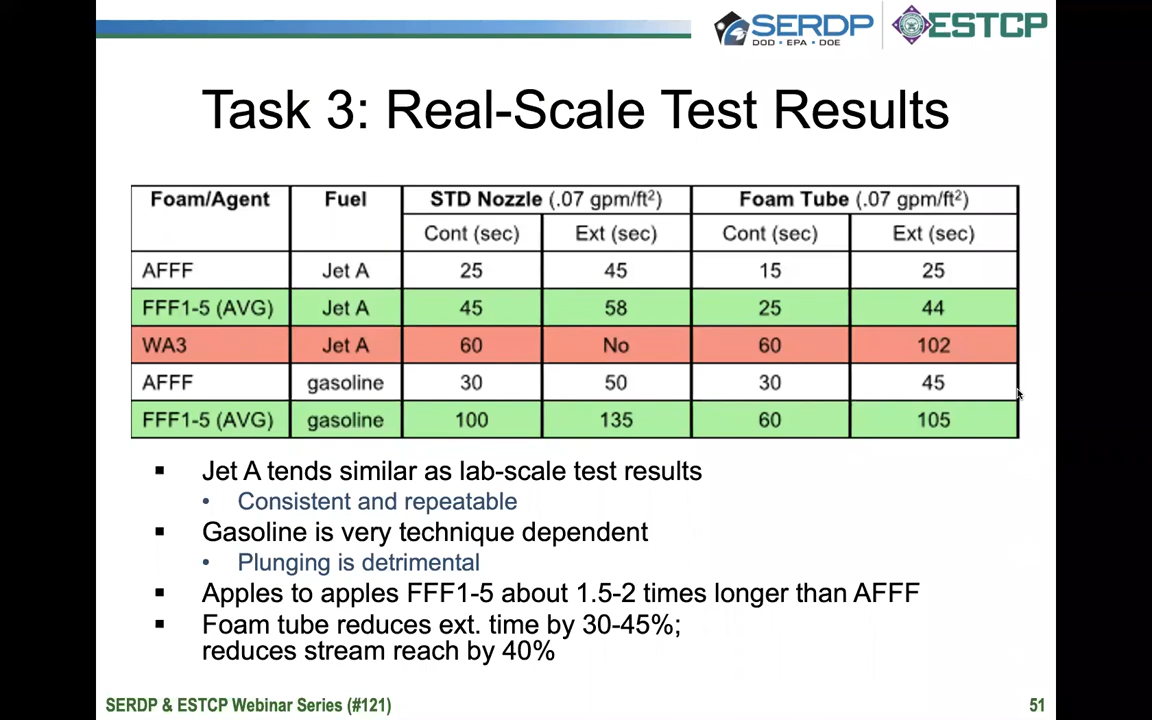 SERDP
DOD • EPA • DOE
ESTCP
Task 3: Real-Scale Test Results
Foam/Agent Fuel STD Nozzle (.07 gpm/ft²) Foam Tube (.07 gpm/ft²)
Cont (sec) Ext (sec) Cont (sec) Ext (sec)
AFFF Jet A 25 45 15 25
FFF1-5 (AVG) Jet A 45 58 25 44
WA3 Jet A 60 No 60 102
AFFF gasoline 30 50 30 45
FFF1-5 (AVG) gasoline 100 135 60 105
▪ Jet A tends similar as lab-scale test results
• Consistent and repeatable
▪ Gasoline is very technique dependent
• Plunging is detrimental
▪ Apples to apples FFF1-5 about 1.5-2 times longer than AFFF
▪ Foam tube reduces ext. time by 30-45%;
reduces stream reach by 40%
SERDP & ESTCP Webinar Series (#121) 51